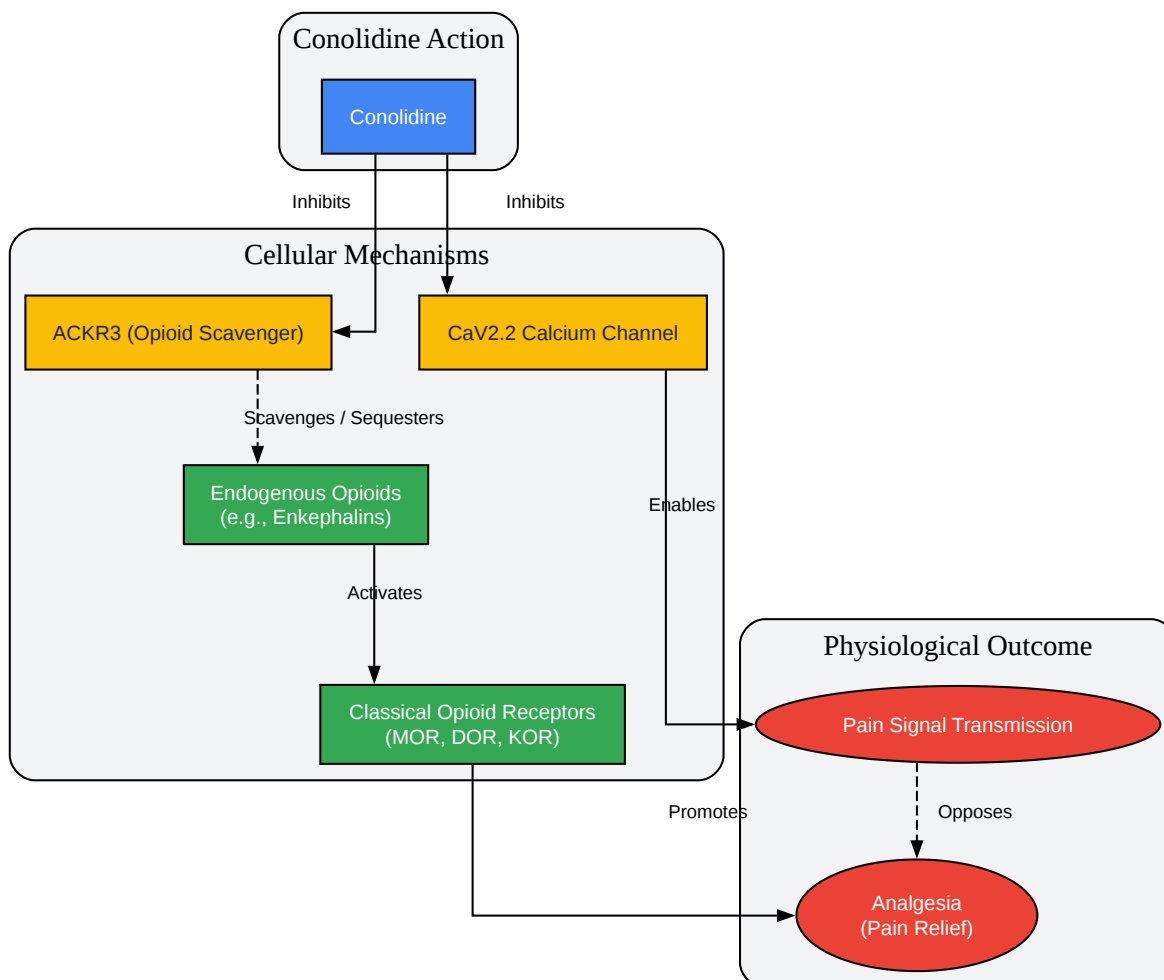 Conolidine Action
Conolidine
Inhibits
Inhibits
Cellular Mechanisms
ACKR3 (Opioid Scavenger)
CaV2.2 Calcium Channel
Scavenges / Sequesters
Endogenous Opioids
(e.g., Enkephalins)
Enables
Activates
Physiological Outcome
Classical Opioid Receptors
(MOR, DOR, KOR)
Pain Signal Transmission
Promotes
Opposes
Analgesia
(Pain Relief)